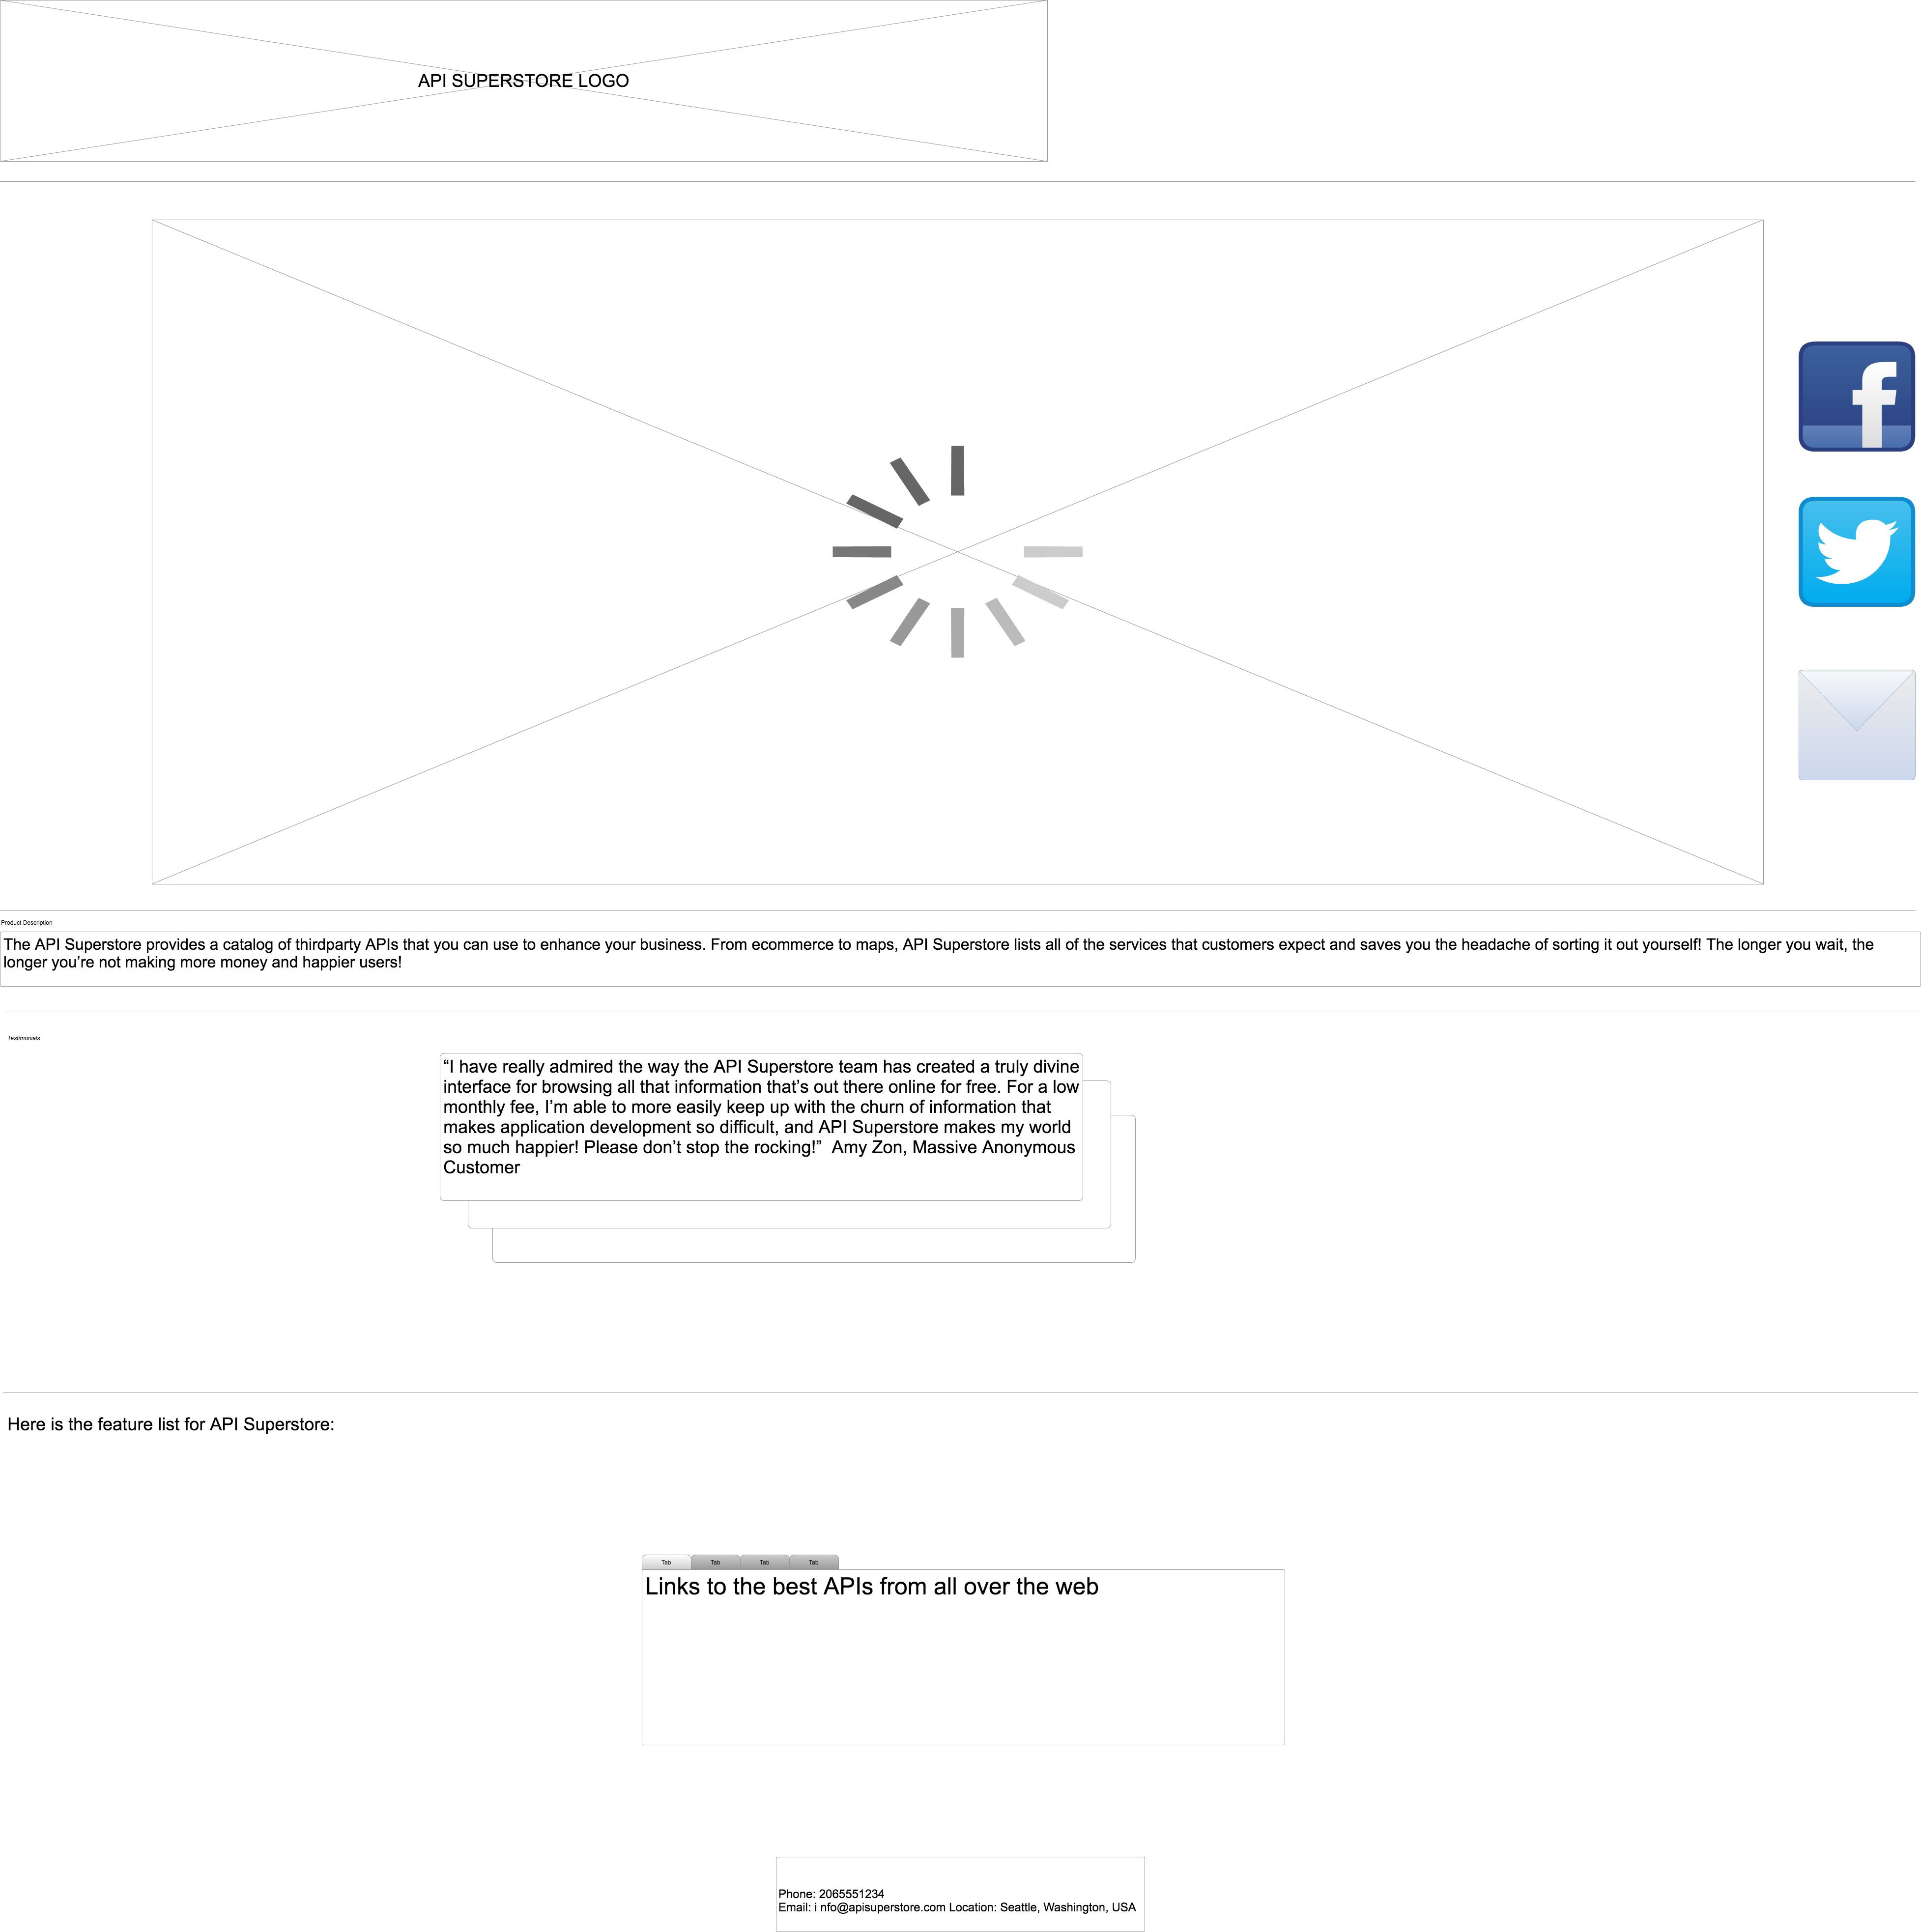 API SUPERSTORE LOGO
Product Description
The API Superstore provides a catalog of thirdparty APIs that you can use to enhance your business. From ecommerce to maps, API Superstore lists all of the services that customers expect and saves you the headache of sorting it out yourself! The longer you wait, the
longer you’re not making more money and happier users!
Testimonials
“I have really admired the way the API Superstore team has created a truly divine
interface for browsing all that information that’s out there online for free. For a low
monthly fee, I’m able to more easily keep up with the churn of information that
makes application development so difficult, and API Superstore makes my world
so much happier! Please don’t stop the rocking!”  Amy Zon, Massive Anonymous
Customer
Here is the feature list for API Superstore:
Tab Tab Tab Tab
Links to the best APIs from all over the web
Phone: 2065551234
Email: i nfo@apisuperstore.com Location: Seattle, Washington, USA